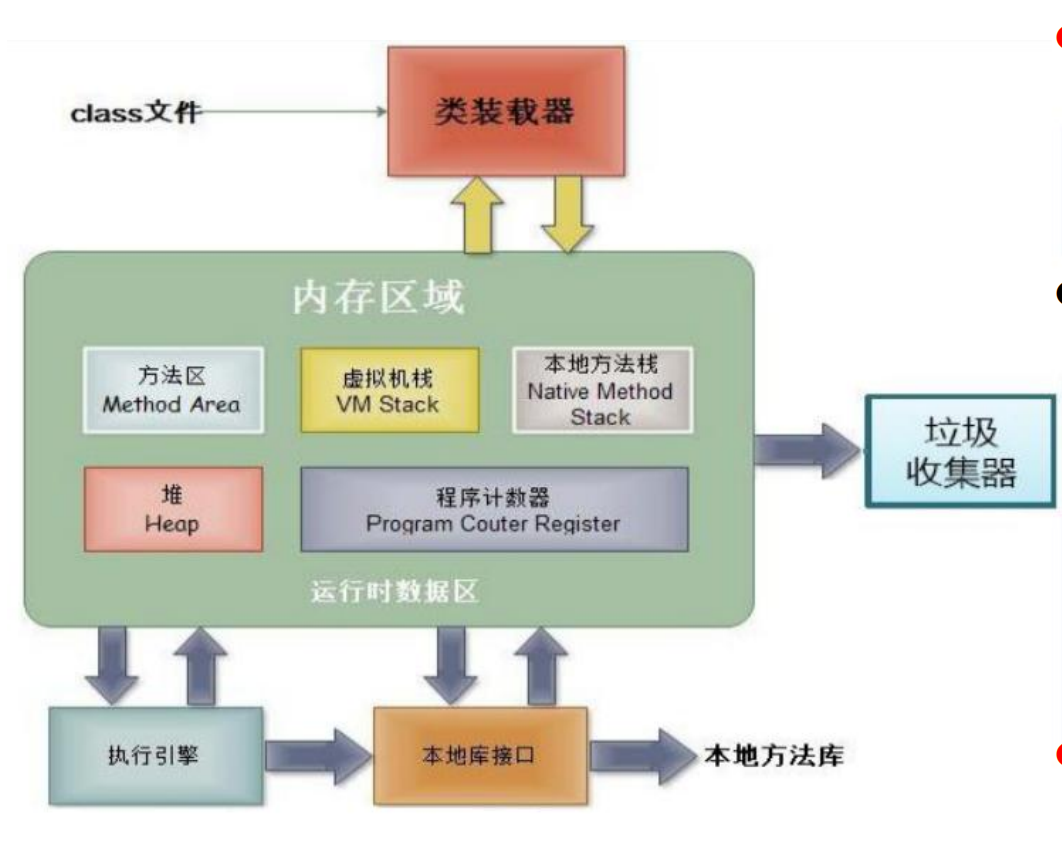 class文件
类装载器
内存区域
方法区
Method Area
虚拟机栈
VM Stack
本地方法栈
Native Method
Stack
堆
Heap
程序计数器
Program Couter Register
运行时数据区
垃圾
收集器
执行引擎
本地库接口
本地方法库